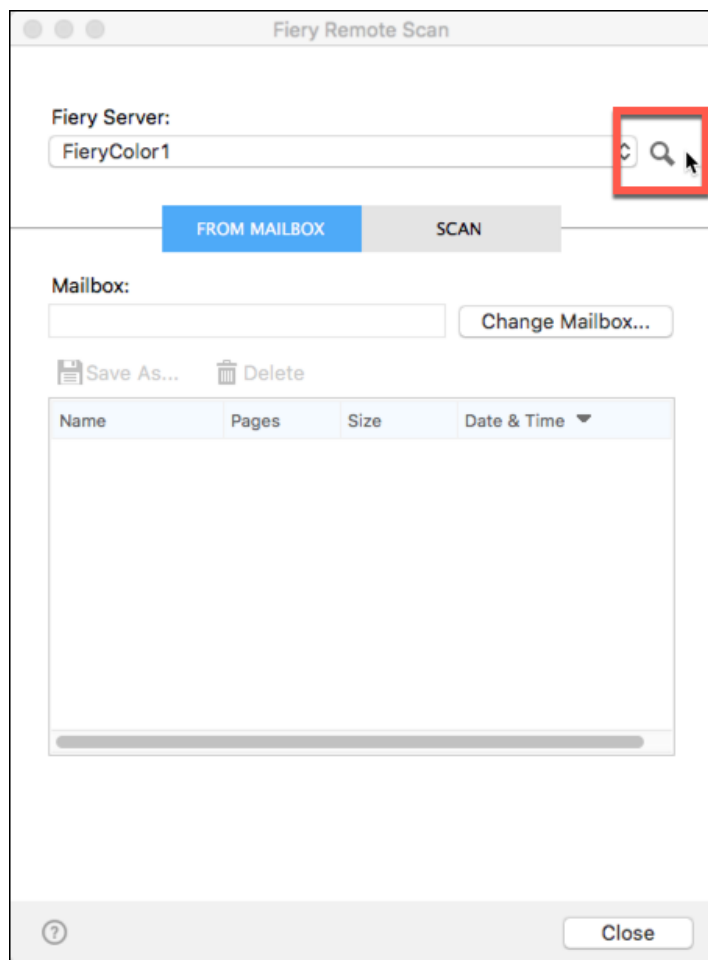 Fiery Remote Scan
Fiery Server:
FieryColor1
FROM MAILBOX SCAN
Mailbox:
Change Mailbox...
Save As... Delete
Name Pages Size Date & Time
? Close